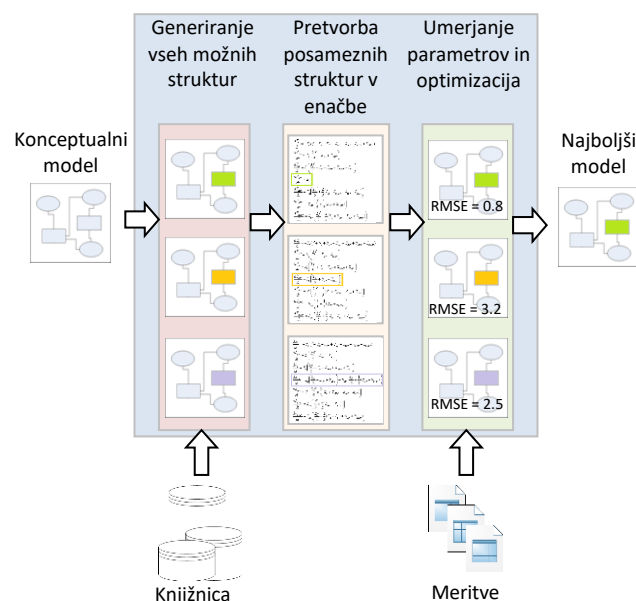 Generiranje
vseh možnih
struktur
Pretvorba
posameznih
struktur v
enačbe
Umerjanje
parametrov in
optimizacija
Konceptualni
model
Najboljši
model
RMSE = 0.8
RMSE = 3.2
RMSE = 2.5
Knjižnica
Meritve